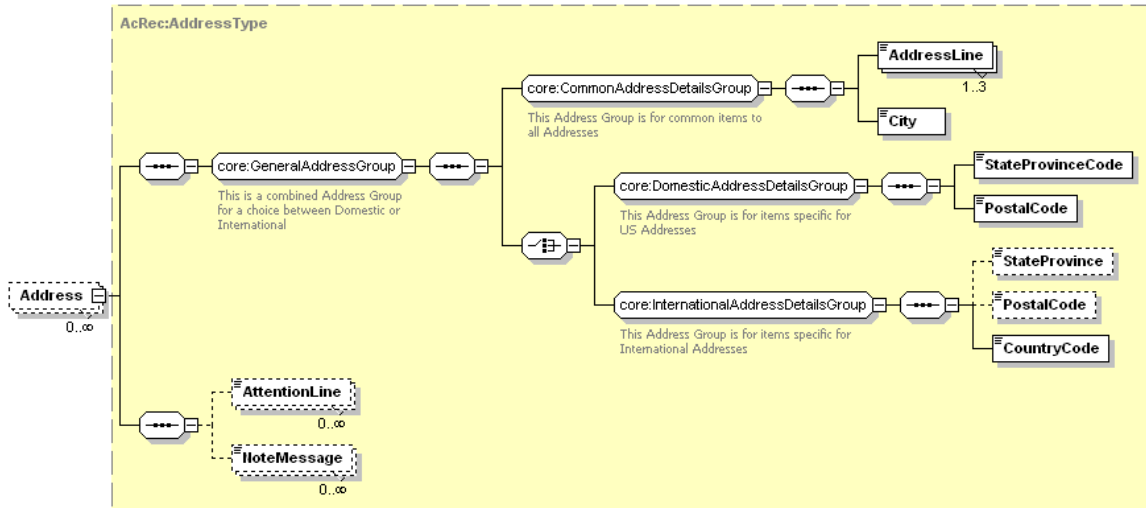 AcRec:AddressType
AddressLine
1..3
core:CommonAddressDetailsGroup
This Address Group is for common items to
all Addresses
City
core:GeneralAddressGroup
This is a combined Address Group
for a choice between Domestic or
International
StateProvinceCode
core:DomesticAddressDetailsGroup
This Address Group is for items specific for
US Addresses
PostalCode
StateProvince
core:InternationalAddressDetailsGroup
This Address Group is for items specific for
International Addresses
PostalCode
CountryCode
Address
0..∞
AttentionLine
0..∞
NoteMessage
0..∞